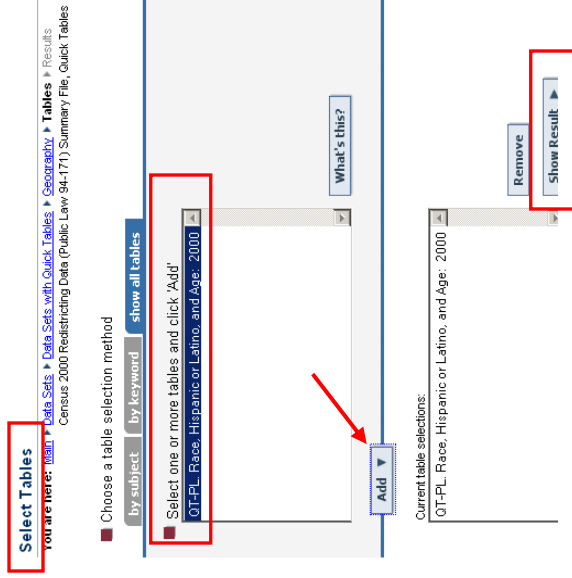 Select Tables
You are here: Main ▶ Data Sets ▶ Data Sets with Quick Tables ▶ Geography ▶ Tables ▶ Results
Census 2000 Redistricting Data (Public Law 94-171) Summary File, Quick Tables
Choose a table selection method
by subject by keyword show all tables
Select one or more tables and click 'Add'
QT-PL. Race, Hispanic or Latino, and Age: 2000
What's this?
Add ▼
Current table selections:
QT-PL. Race, Hispanic or Latino, and Age: 2000
Remove
Show Result ▶